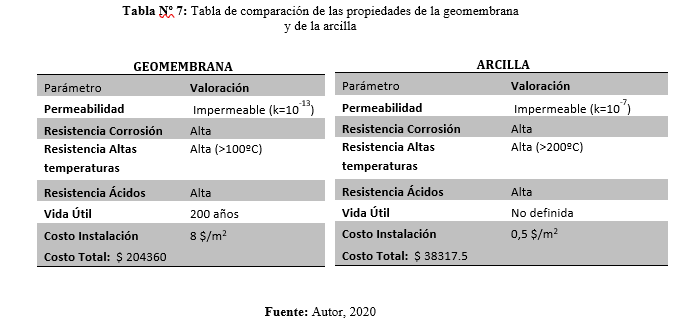 Tabla Nº 7: Tabla de comparación de las propiedades de la geomembrana
y de la arcilla
GEOMEMBRANA
Parámetro Valoración
Permeabilidad Impermeable (k=10⁻¹³)
Resistencia Corrosión Alta
Resistencia Altas Alta (>100ºC)
temperaturas
Resistencia Ácidos Alta
Vida Útil 200 años
Costo Instalación 8 $/m²
Costo Total: $ 204360
ARCILLA
Parámetro Valoración
Permeabilidad Impermeable (k=10⁻⁷)
Resistencia Corrosión Alta
Resistencia Altas Alta (>200ºC)
temperaturas
Resistencia Ácidos Alta
Vida Útil No definida
Costo Instalación 0,5 $/m²
Costo Total: $ 38317.5
Fuente: Autor, 2020